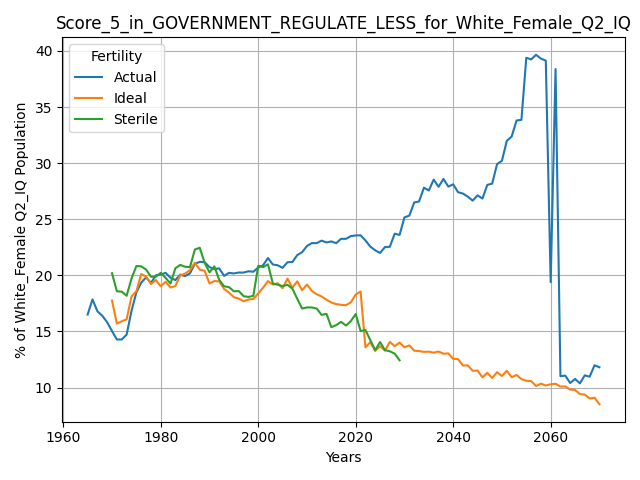 Score_5_in_GOVERNMENT_REGULATE_LESS_for_White_Female_Q2_IQ
Fertility
Actual
Ideal
Sterile
% of White_Female Q2_IQ Population
40
35
30
25
20
15
10
1960
1980
2000
2020
2040
2060
Years